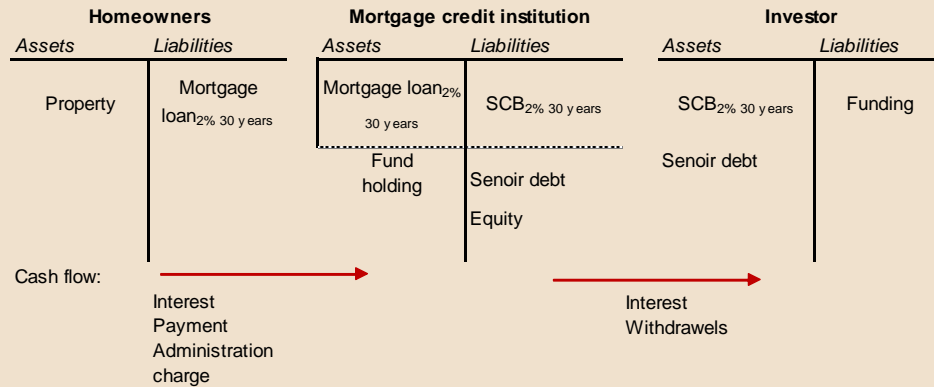 Homeowners
Mortgage credit institution
Investor
Assets
Liabilities
Assets
Liabilities
Assets
Liabilities
Property
Mortgage
loan2% 30 years
Mortgage loan2%
30 years
SCB2% 30 years
SCB2% 30 years
Funding
Fund
holding
Senoir debt
Equity
Senoir debt
Cash flow:
Interest
Payment
Administration
charge
Interest
Withdrawels